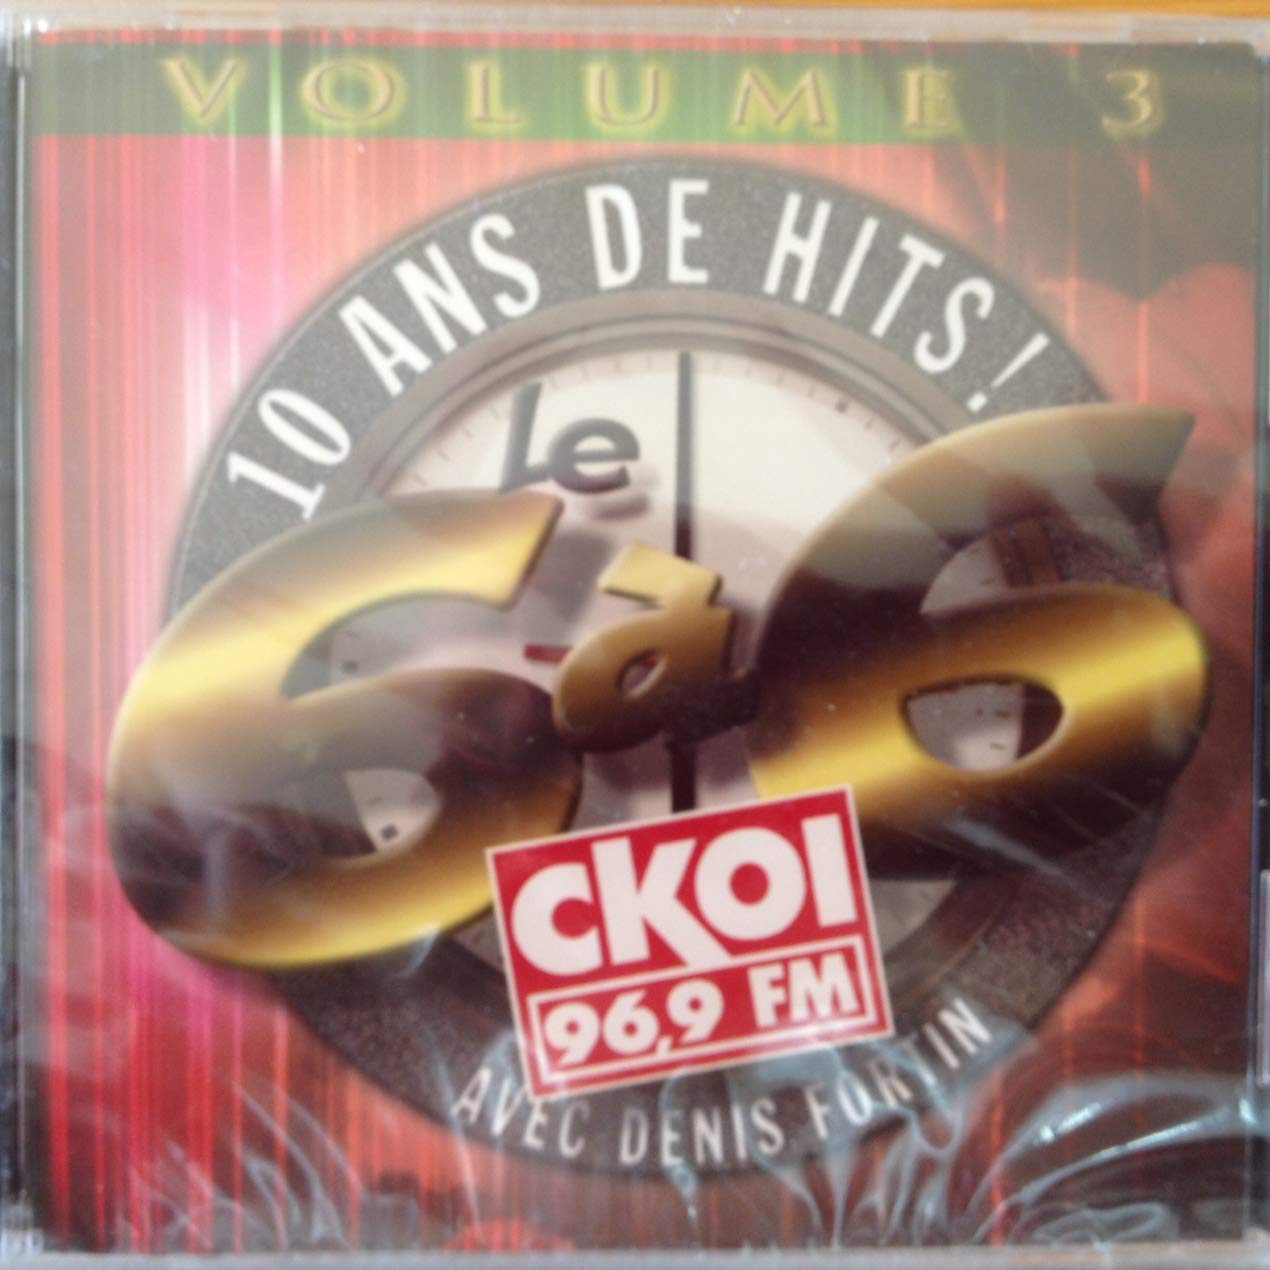 VOLUME 3
10 ANS DE HITS!
Le
6 à 6
CKOI
96,9 FM
AVEC DENIS FORTIN